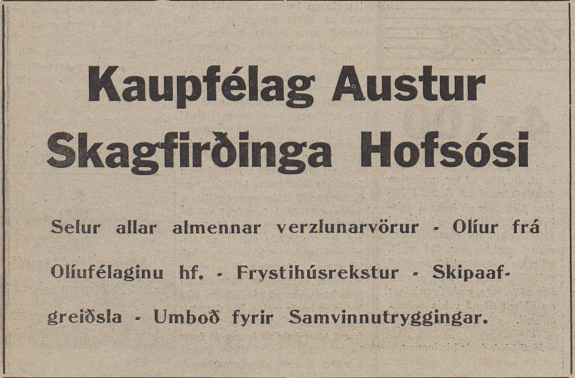 Kaupfélag Austur
Skagfirðinga Hofsósi
Selur allar almennar verzlunarvörur - Olíur frá
Olíufélaginu hf. - Frystihúsrekstur - Skipaaf-
greiðsla - Umboð fyrir Samvinnutryggingar.